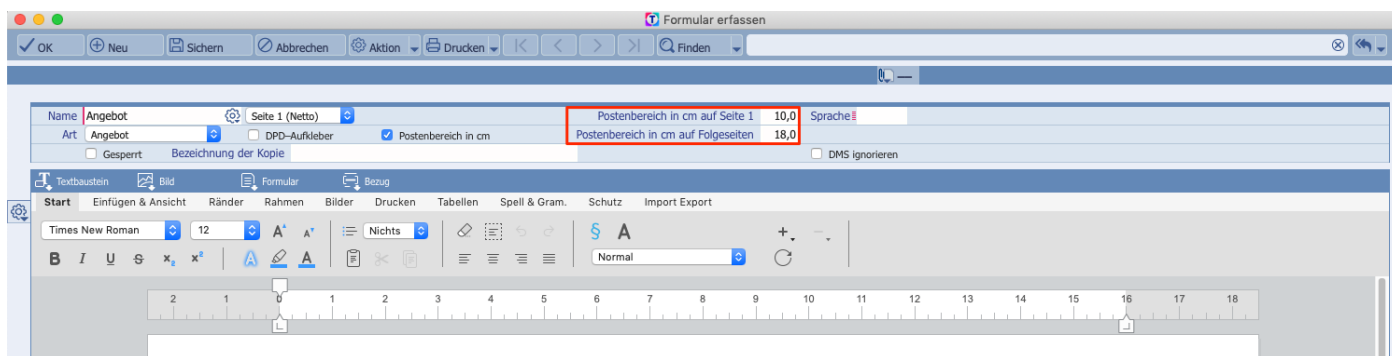 Formular erfassen
OK Neu Sichern Abbrechen Aktion Drucken Finden
Name Angebot Seite 1 (Netto) Postenbereich in cm auf Seite 1 10,0 Sprache
Art Angebot DPD-Aufkleber Postenbereich in cm Postenbereich in cm auf Folgeseiten 18,0
Gesperrt Bezeichnung der Kopie DMS ignorieren
Textbaustein Bild Formular Bezug
Start Einfügen & Ansicht Ränder Rahmen Bilder Drucken Tabellen Spell & Gram. Schutz Import Export
Times New Roman 12 A A Nichts § A
B I U S x₂ x² A A Normal
2 1 0 1 2 3 4 5 6 7 8 9 10 11 12 13 14 15 16 17 18